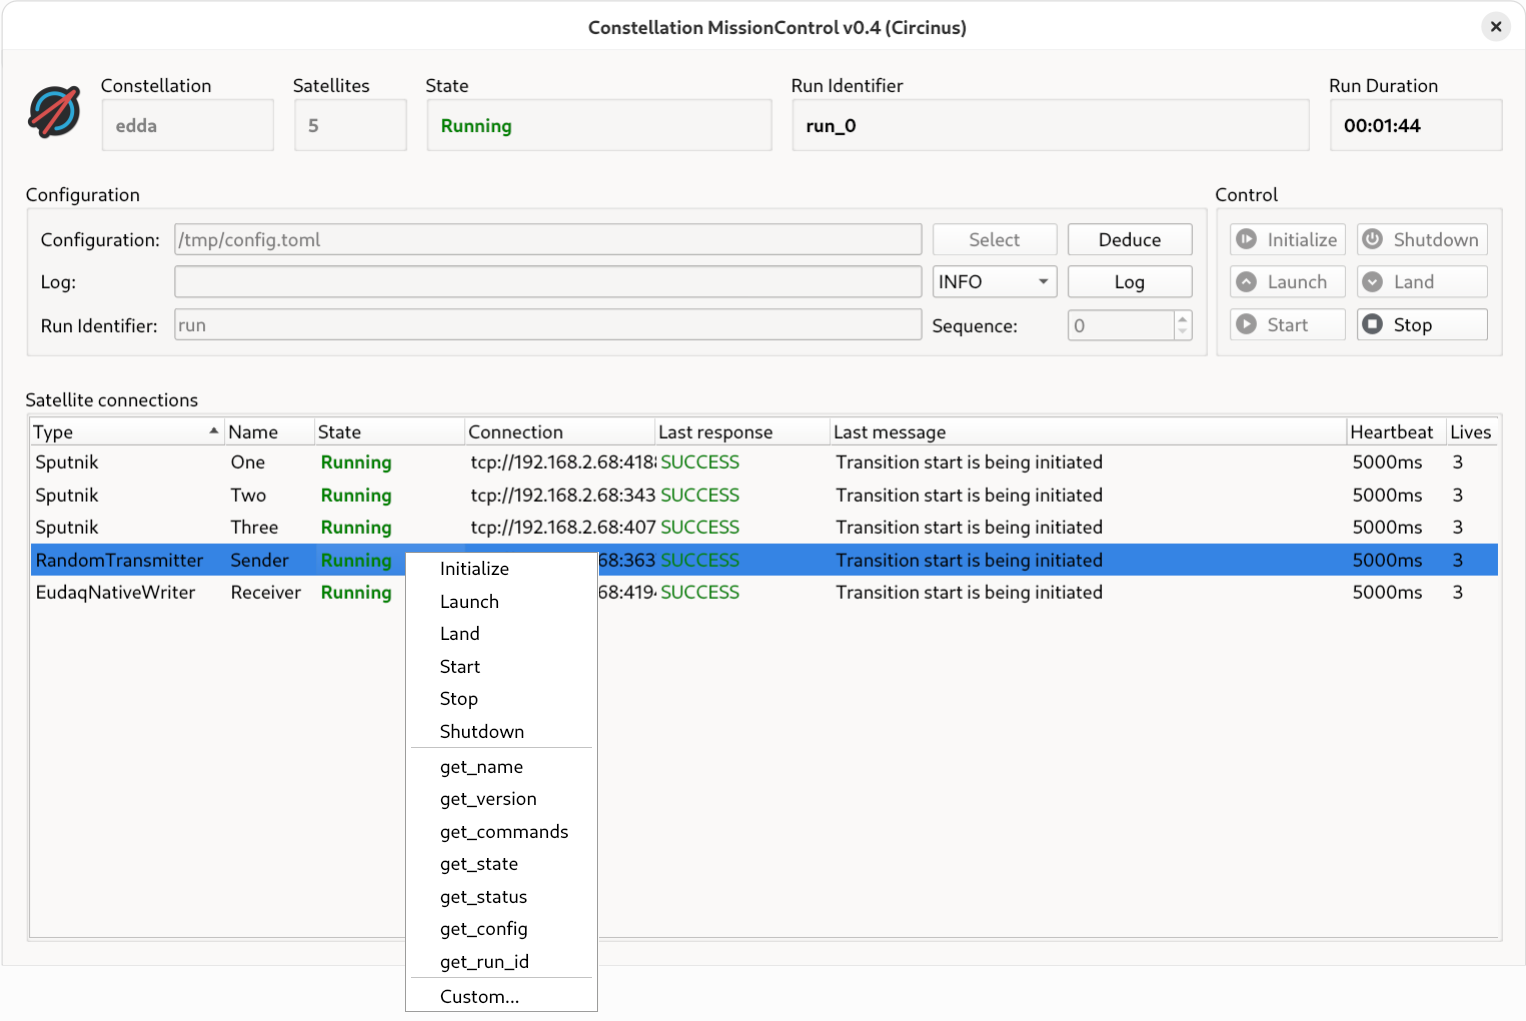 Constellation MissionControl v0.4 (Circinus)
Constellation Satellites State Run Identifier Run Duration
edda 5 Running run_0 00:01:44
Configuration Control
Configuration: /tmp/config.toml Select Deduce Initialize Shutdown
Log: INFO Log Launch Land
Run Identifier: run Sequence: 0 Start Stop
Satellite connections
Type Name State Connection Last response Last message Heartbeat Lives
Sputnik One Running tcp://192.168.2.68:418 SUCCESS Transition start is being initiated 5000ms 3
Sputnik Two Running tcp://192.168.2.68:343 SUCCESS Transition start is being initiated 5000ms 3
Sputnik Three Running tcp://192.168.2.68:407 SUCCESS Transition start is being initiated 5000ms 3
RandomTransmitter Sender Running 68:363 SUCCESS Transition start is being initiated 5000ms 3
EudaqNativeWriter Receiver Running 68:419 SUCCESS Transition start is being initiated 5000ms 3
Initialize
Launch
Land
Start
Stop
Shutdown
get_name
get_version
get_commands
get_state
get_status
get_config
get_run_id
Custom...